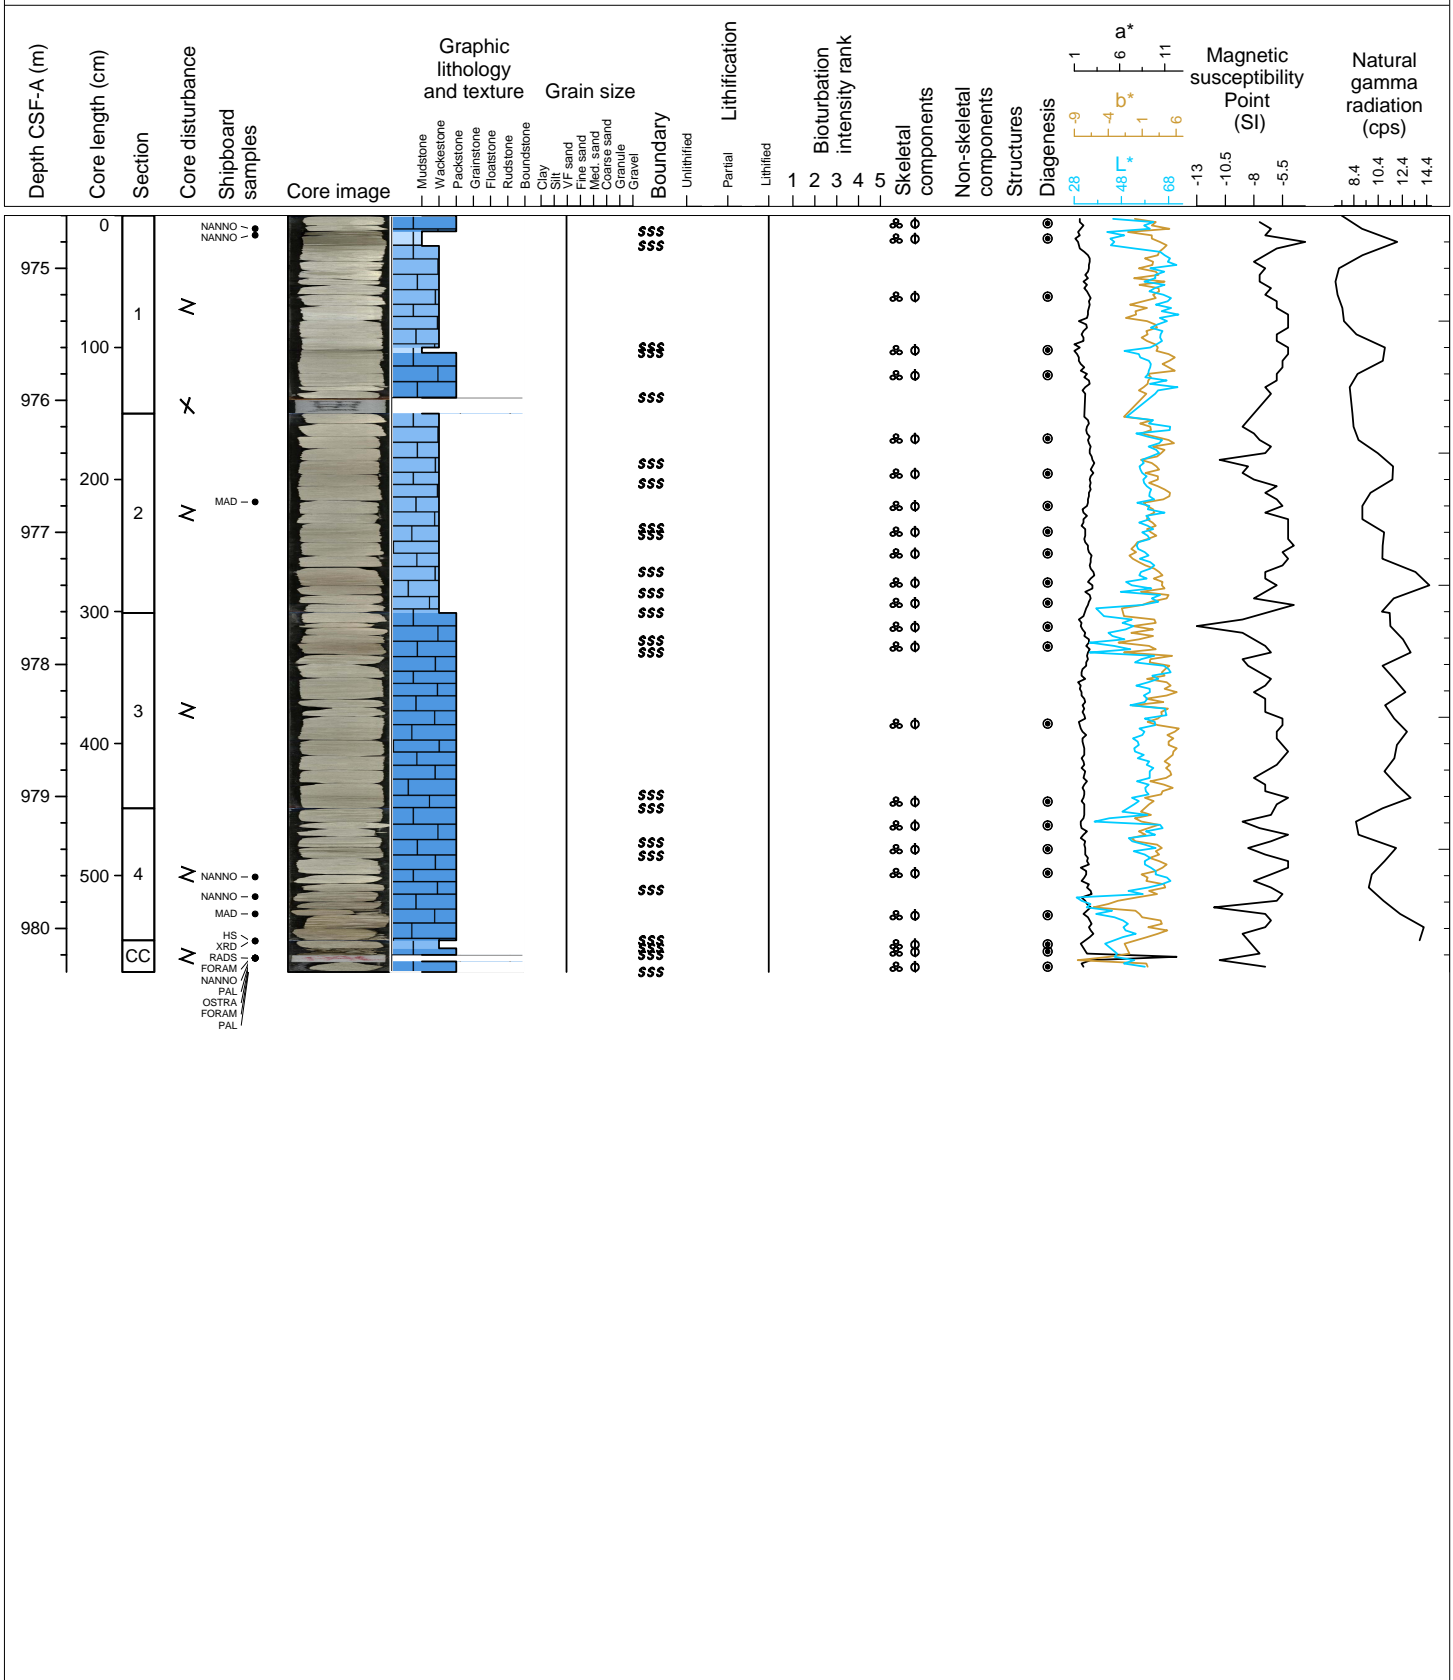 Depth CSF-A (m)
Core length (cm)
Section
Core disturbance
Shipboard
samples
Core image
Graphic
lithology
and texture
Mudstone
Wackestone
Packstone
Grainstone
Floatstone
Rudstone
Boundstone
Grain size
Clay
Silt
VF sand
Fine sand
Med. sand
Coarse sand
Granule
Gravel
Boundary
Lithification
Unlithified
Partial
Lithified
Bioturbation
intensity rank
1 2 3 4 5
Skeletal
components
Non-skeletal
components
Structures
Diagenesis
a*
1 6 11
b*
-9 -4 1 6
L*
28 48 68
Magnetic
susceptibility
Point
(SI)
-13 -10.5 -8 -5.5
Natural
gamma
radiation
(cps)
8.4 10.4 12.4 14.4
0
NANNO
NANNO
975
1
100
976
200
MAD
2
977
300
978
3
400
979
4
500
NANNO
NANNO
MAD
980
HS
XRD
CC
RADS
FORAM
NANNO
PAL
OSTRA
FORAM
PAL